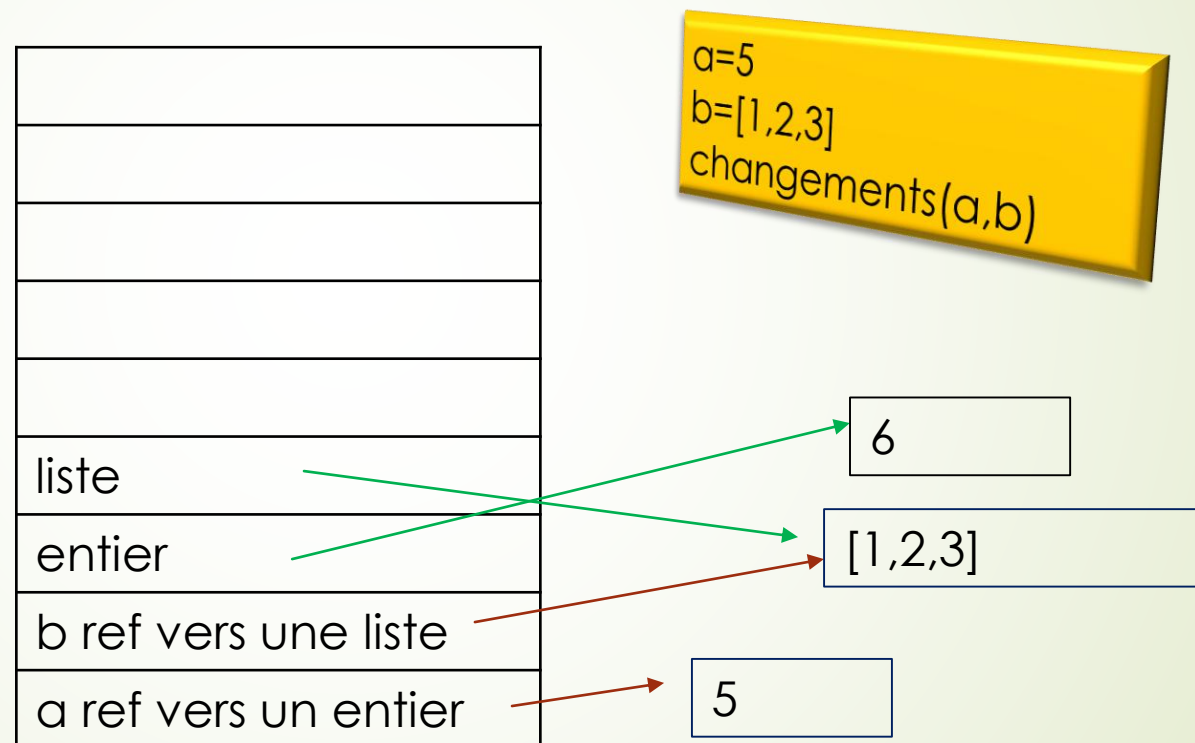 a=5
b=[1,2,3]
changements(a,b)
liste
entier
b ref vers une liste
a ref vers un entier
6
[1,2,3]
5